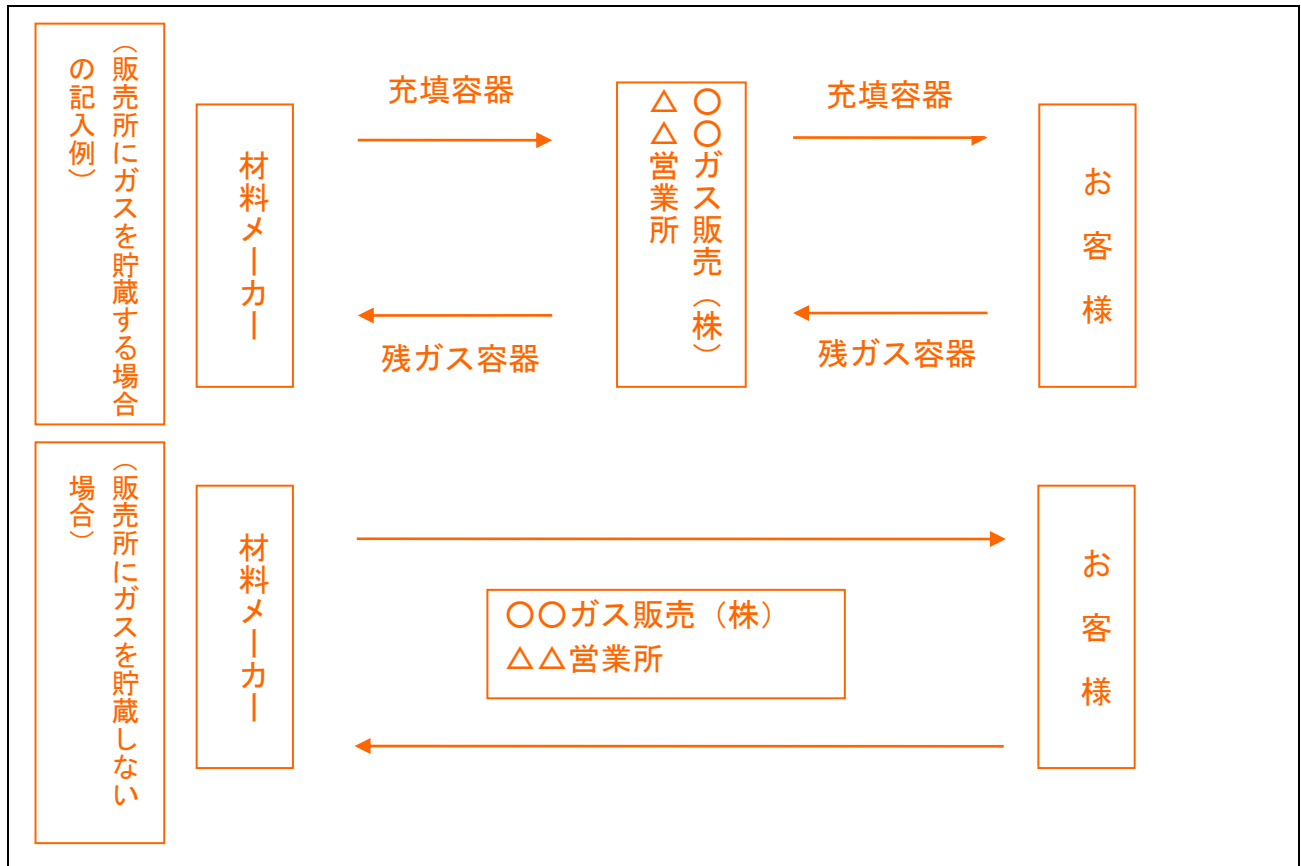 （販売所にガスを貯蔵する場合
の記入例）
材料メーカー
充填容器
残ガス容器
〇〇ガス販売（株）
△△営業所
充填容器
残ガス容器
お客様
（販売所にガスを貯蔵しない
場合）
材料メーカー
〇〇ガス販売（株）
△△営業所
お客様